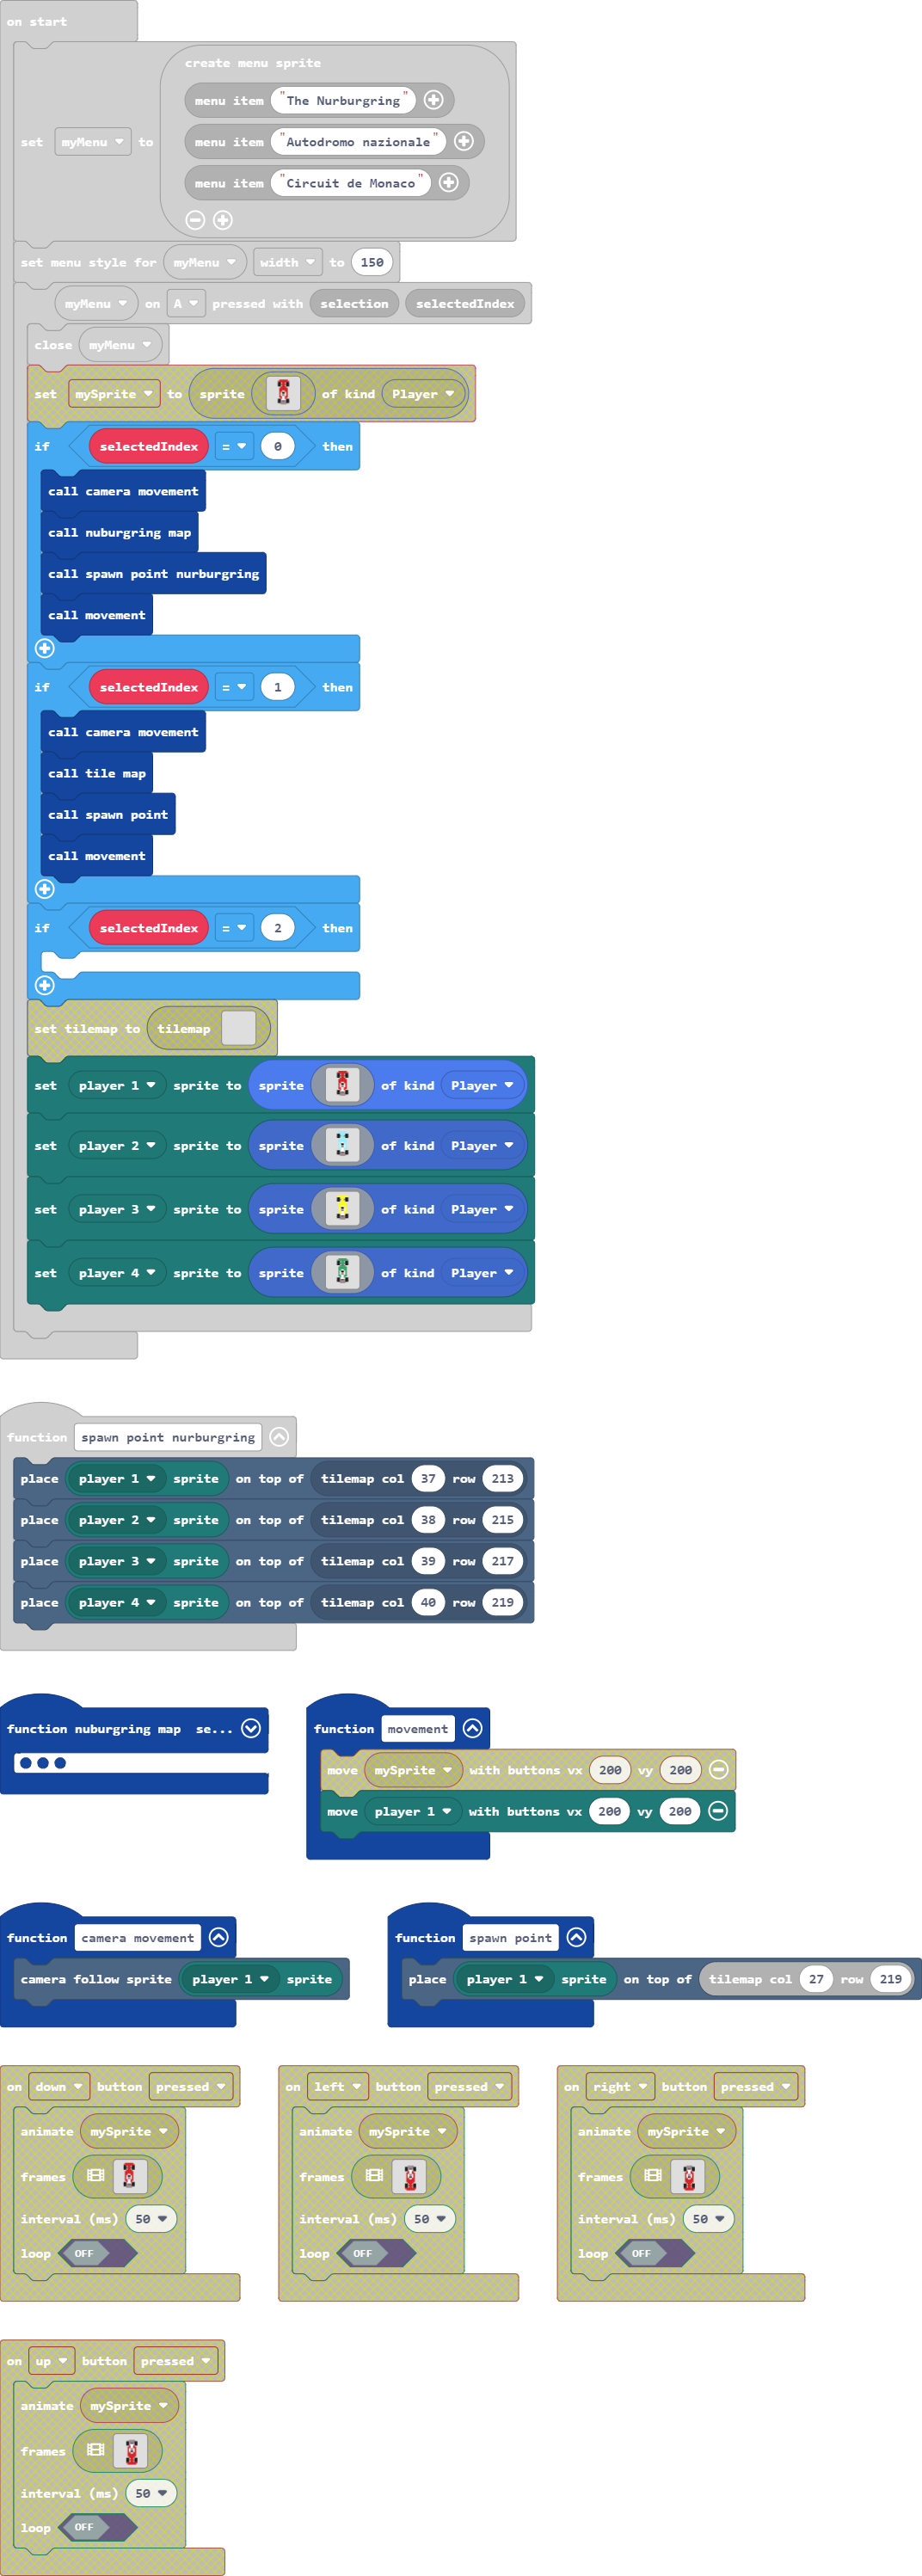 on start
create menu sprite
menu item "The Nurburgring"
set myMenu to menu item "Autodromo nazionale"
menu item "Circuit de Monaco"
set menu style for myMenu width to 150
myMenu on A pressed with selection selectedIndex
close myMenu
set mySprite to sprite of kind Player
if selectedIndex = 0 then
call camera movement
call nuburgring map
call spawn point nurburgring
call movement
if selectedIndex = 1 then
call camera movement
call tile map
call spawn point
call movement
if selectedIndex = 2 then
set tilemap to tilemap
set player 1 sprite to sprite of kind Player
set player 2 sprite to sprite of kind Player
set player 3 sprite to sprite of kind Player
set player 4 sprite to sprite of kind Player
function spawn point nurburgring
place player 1 sprite on top of tilemap col 37 row 213
place player 2 sprite on top of tilemap col 38 row 215
place player 3 sprite on top of tilemap col 39 row 217
place player 4 sprite on top of tilemap col 40 row 219
function nuburgring map se...
function movement
move mySprite with buttons vx 200 vy 200
move player 1 with buttons vx 200 vy 200
function camera movement
camera follow sprite player 1 sprite
function spawn point
place player 1 sprite on top of tilemap col 27 row 219
on down button pressed
animate mySprite
frames
interval (ms) 50
loop OFF
on left button pressed
animate mySprite
frames
interval (ms) 50
loop OFF
on right button pressed
animate mySprite
frames
interval (ms) 50
loop OFF
on up button pressed
animate mySprite
frames
interval (ms) 50
loop OFF